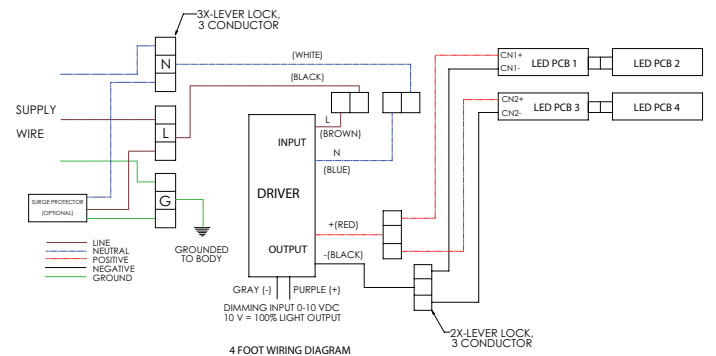 3X-LEVER LOCK,
3 CONDUCTOR
N
(WHITE)
(BLACK)
CN1+
CN1-
LED PCB 1
LED PCB 2
CN2+
CN2-
LED PCB 3
LED PCB 4
SUPPLY
WIRE
L
L
(BROWN)
INPUT
N
(BLUE)
DRIVER
G
SURGE PROTECTOR
(OPTIONAL)
GROUNDED
TO BODY
+(RED)
OUTPUT
-(BLACK)
LINE
NEUTRAL
POSITIVE
NEGATIVE
GROUND
GRAY (-)
PURPLE (+)
DIMMING INPUT 0-10 VDC
10 V = 100% LIGHT OUTPUT
2X-LEVER LOCK,
3 CONDUCTOR
4 FOOT WIRING DIAGRAM